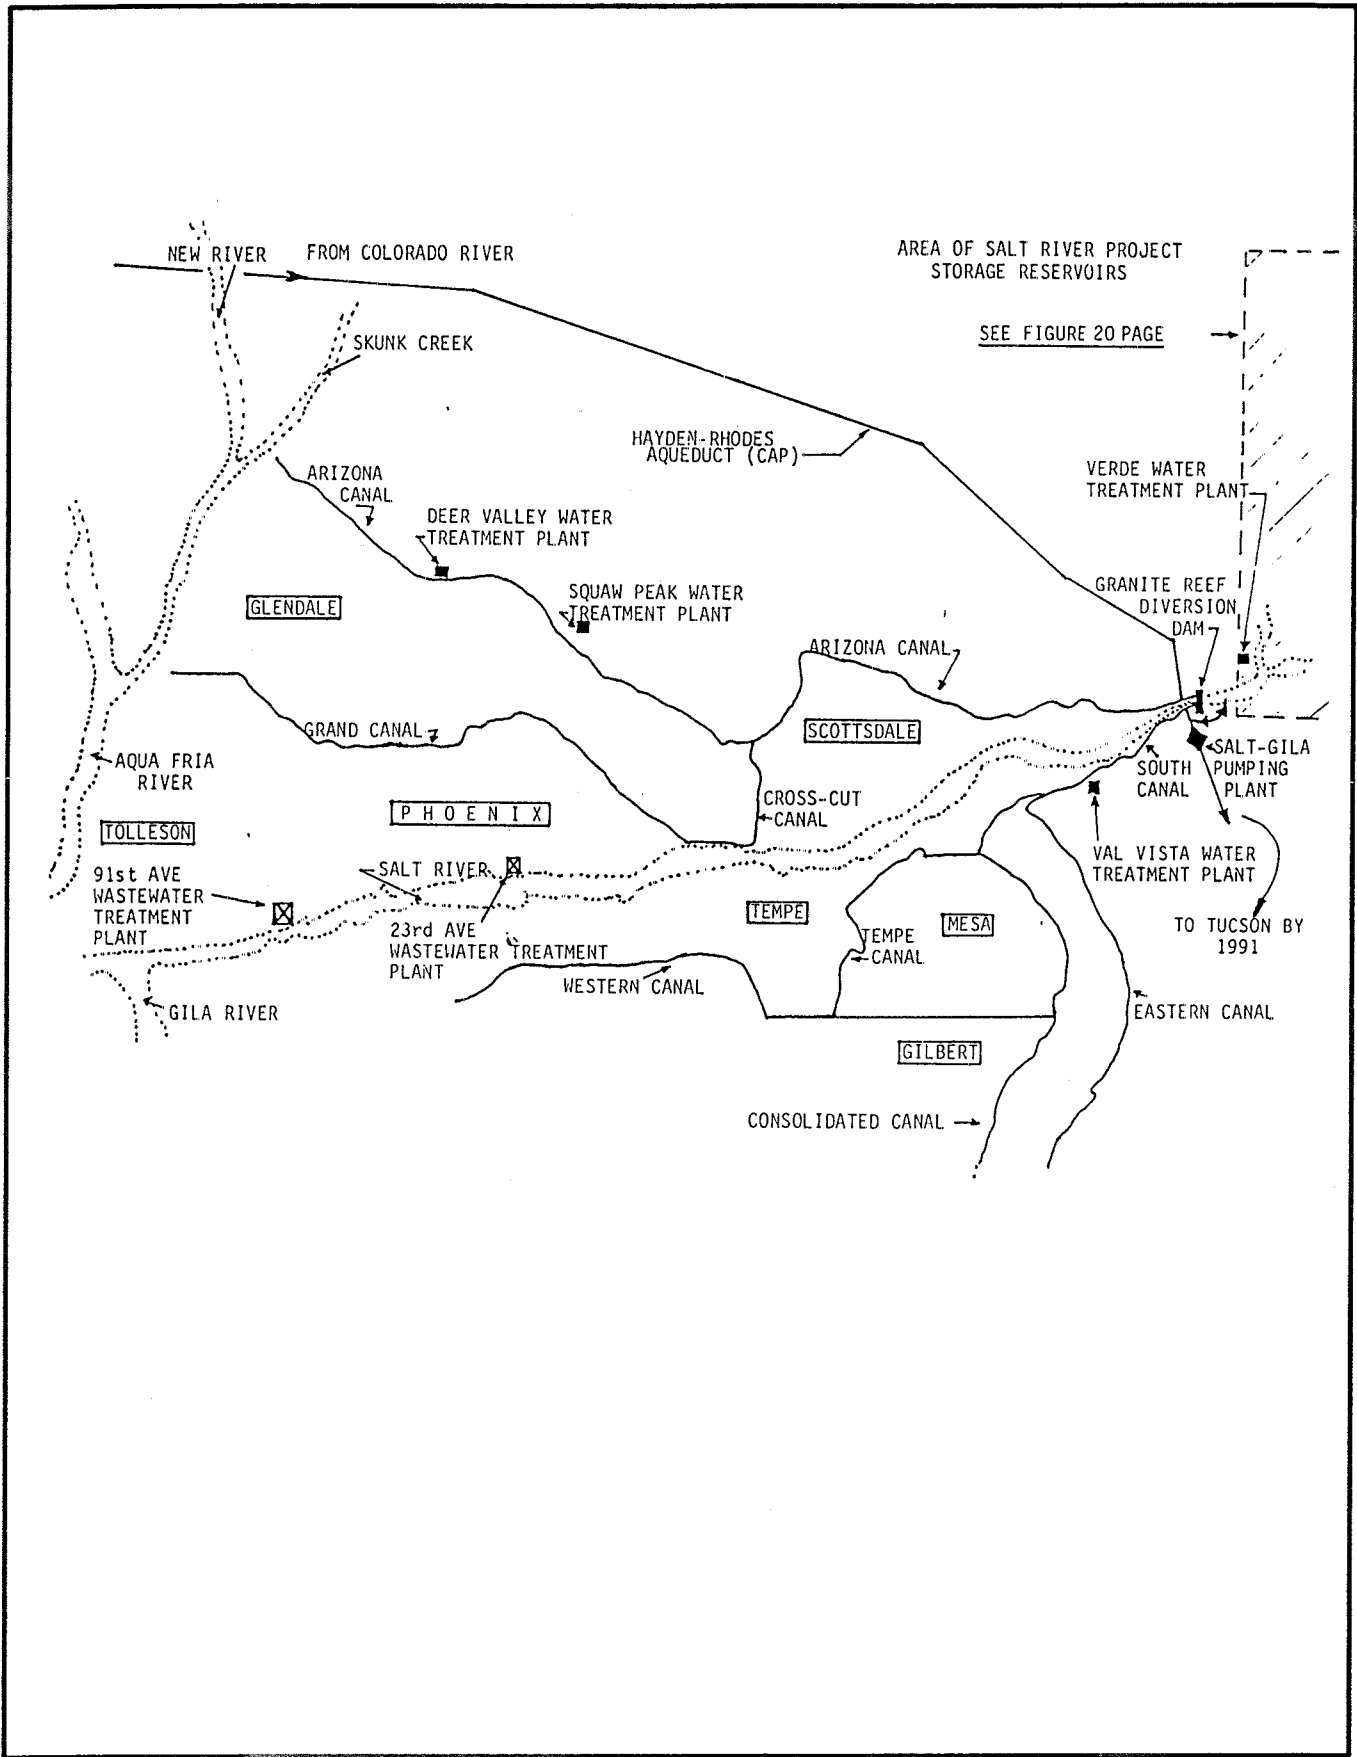 NEW RIVER
FROM COLORADO RIVER
AREA OF SALT RIVER PROJECT
STORAGE RESERVOIRS
SEE FIGURE 20 PAGE
SKUNK CREEK
HAYDEN-RHODES
AQUEDUCT (CAP)
VERDE WATER
TREATMENT PLANT
ARIZONA
CANAL
DEER VALLEY WATER
TREATMENT PLANT
GLENDALE
SQUAW PEAK WATER
TREATMENT PLANT
GRANITE REEF
DIVERSION
DAM
ARIZONA CANAL
GRAND CANAL
SCOTTSDALE
AQUA FRIA
RIVER
SOUTH
CANAL
SALT-GILA
PUMPING
PLANT
PHOENIX
CROSS-CUT
CANAL
TOLLESON
SALT RIVER
VAL VISTA WATER
TREATMENT PLANT
91st AVE
WASTEWATER
TREATMENT
PLANT
23rd AVE
WASTEWATER TREATMENT
PLANT
TEMPE
MESA
TEMPE
CANAL
TO TUCSON BY
1991
WESTERN CANAL
GILA RIVER
EASTERN CANAL
GILBERT
CONSOLIDATED CANAL